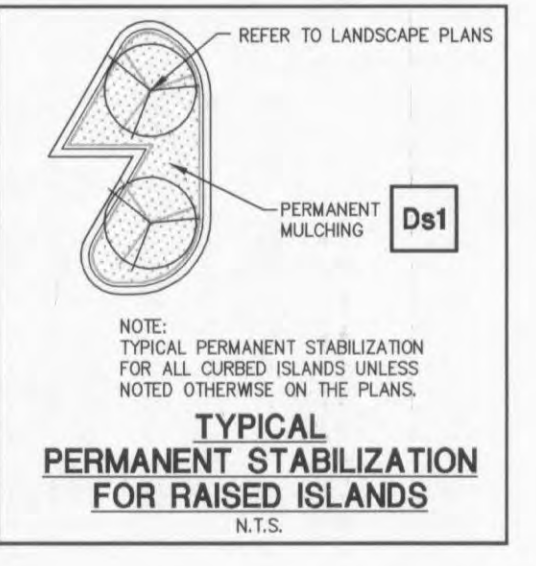 REFER TO LANDSCAPE PLANS
PERMANENT
MULCHING
Ds1
NOTE:
TYPICAL PERMANENT STABILIZATION
FOR ALL CURBED ISLANDS UNLESS
NOTED OTHERWISE ON THE PLANS.
TYPICAL
PERMANENT STABILIZATION
FOR RAISED ISLANDS
N.T.S.